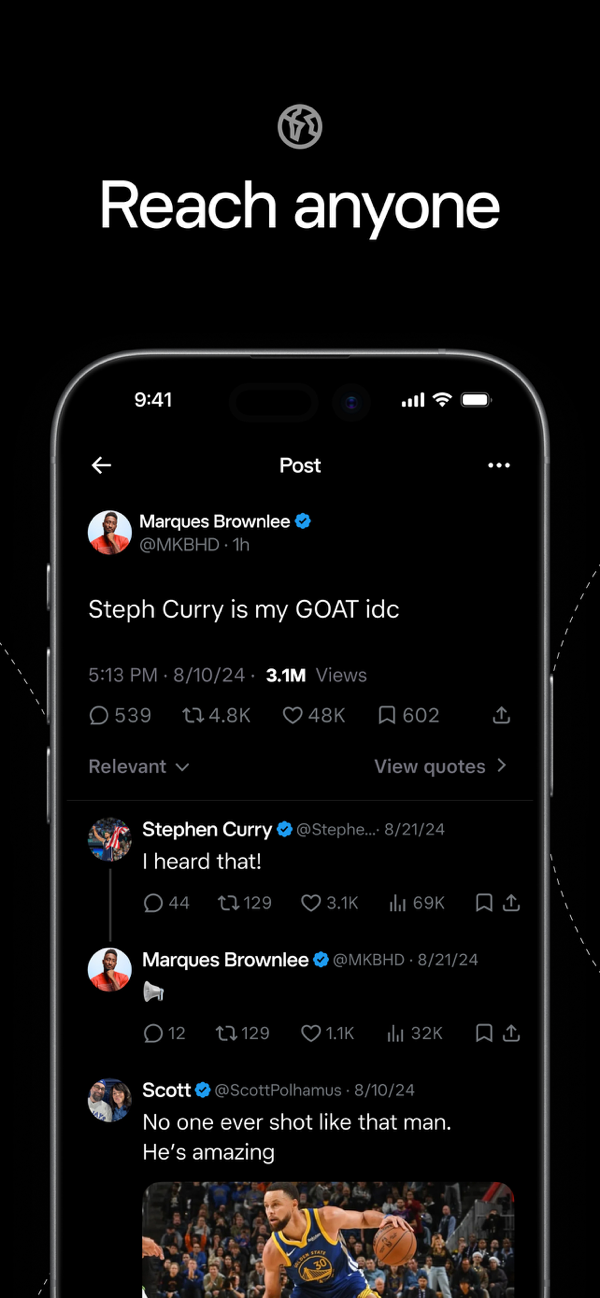 Reach anyone
9:41
Post
Marques Brownlee
@MKBHD · 1h
Steph Curry is my GOAT idc
5:13 PM · 8/10/24 · 3.1M Views
539 4.8K 48K 602
Relevant View quotes
Stephen Curry @Stephe...· 8/21/24
I heard that!
44 129 3.1K 69K
Marques Brownlee @MKBHD · 8/21/24
12 129 1.1K 32K
Scott @ScottPolhamus · 8/10/24
No one ever shot like that man.
He’s amazing
GOLDEN STATE
30